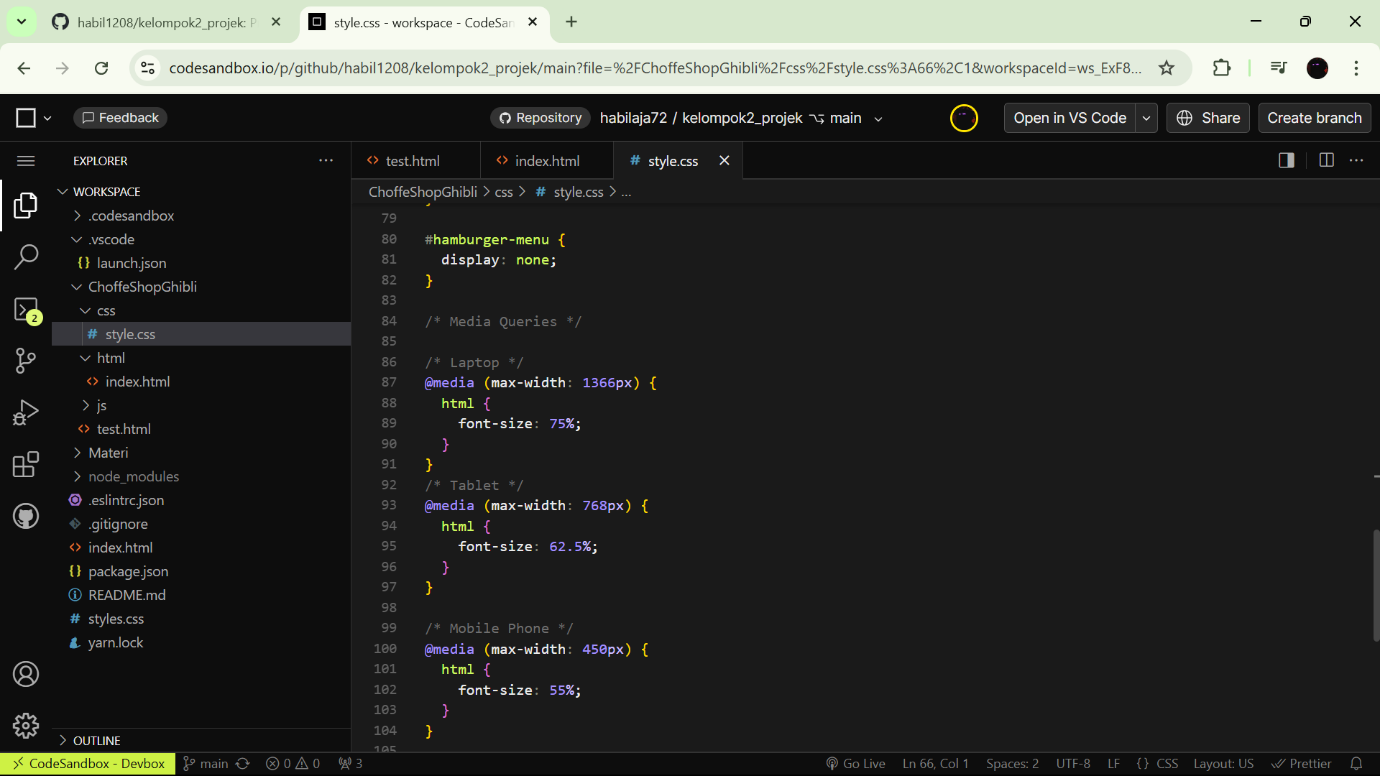 habil1208/kelompok2_projek: P
style.css - workspace - CodeSan
codesandbox.io/p/github/habil1208/kelompok2_projek/main?file=%2FChoffeShopGhibli%2Fcss%2Fstyle.css%3A66%2C1&workspaceId=ws_ExF8...
Feedback
Repository
habilaja72 / kelompok2_projek
main
Open in VS Code
Share
Create branch
EXPLORER
WORKSPACE
.codesandbox
.vscode
launch.json
ChoffeShopGhibli
css
style.css
html
index.html
js
test.html
Materi
node_modules
.eslintrc.json
.gitignore
index.html
package.json
README.md
styles.css
yarn.lock
OUTLINE
2
test.html
index.html
style.css
ChoffeShopGhibli > css > # style.css > ...
79
80 #hamburger-menu {
81 display: none;
82 }
83
84 /* Media Queries */
85
86 /* Laptop */
87 @media (max-width: 1366px) {
88 html {
89 font-size: 75%;
90 }
91 }
92 /* Tablet */
93 @media (max-width: 768px) {
94 html {
95 font-size: 62.5%;
96 }
97 }
98
99 /* Mobile Phone */
100 @media (max-width: 450px) {
101 html {
102 font-size: 55%;
103 }
104 }
105
CodeSandbox - Devbox
main
0
0
3
Go Live
Ln 66, Col 1
Spaces: 2
UTF-8
LF
{ } CSS
Layout: US
Prettier